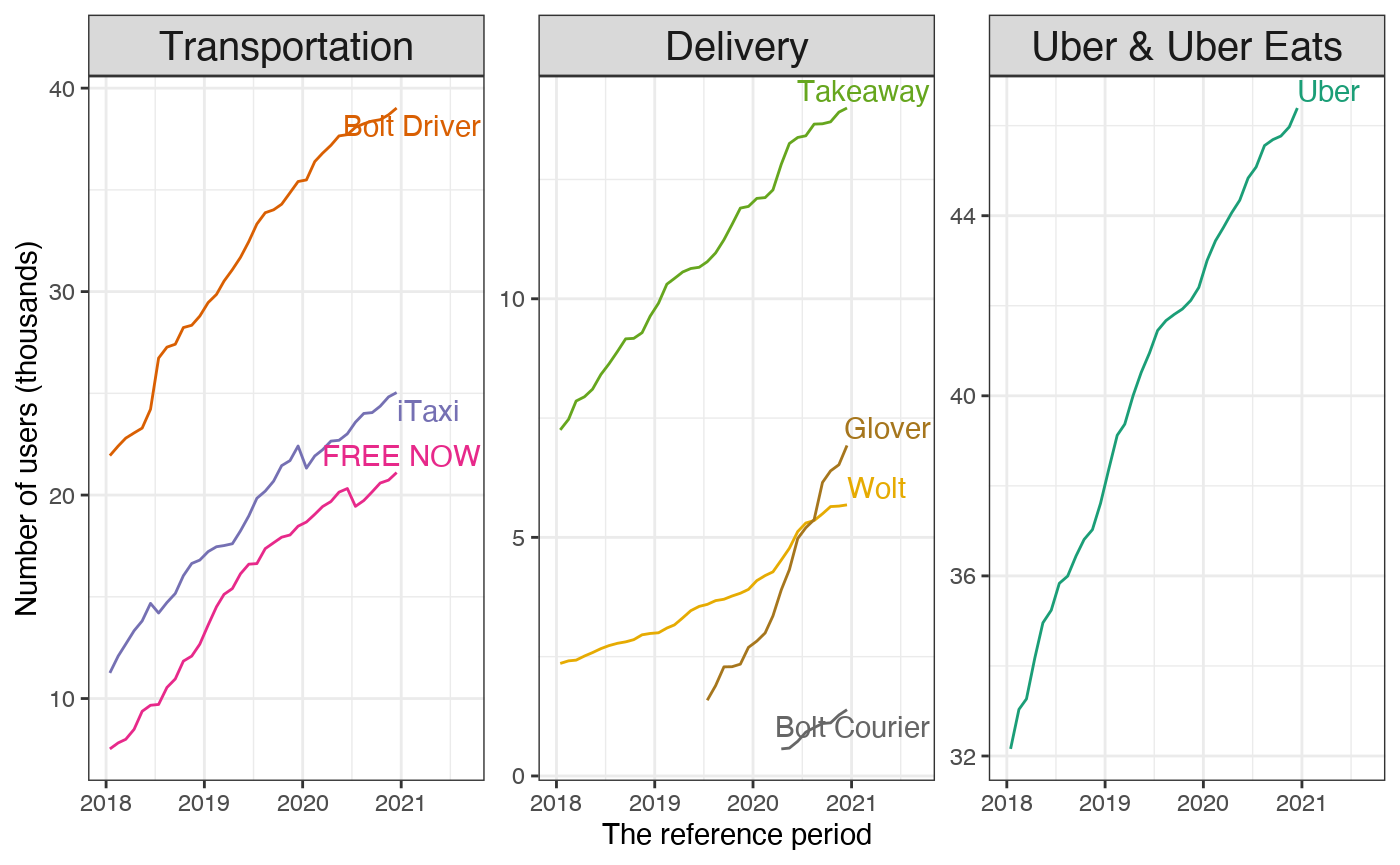 Transportation
Delivery
Uber & Uber Eats
Number of users (thousands)
40
30
20
10
Bolt Driver
iTaxi
FREE NOW
2018 2019 2020 2021
10
5
0
Takeaway
Glover
Wolt
Bolt Courier
2018 2019 2020 2021
44
40
36
32
Uber
2018 2019 2020 2021
The reference period